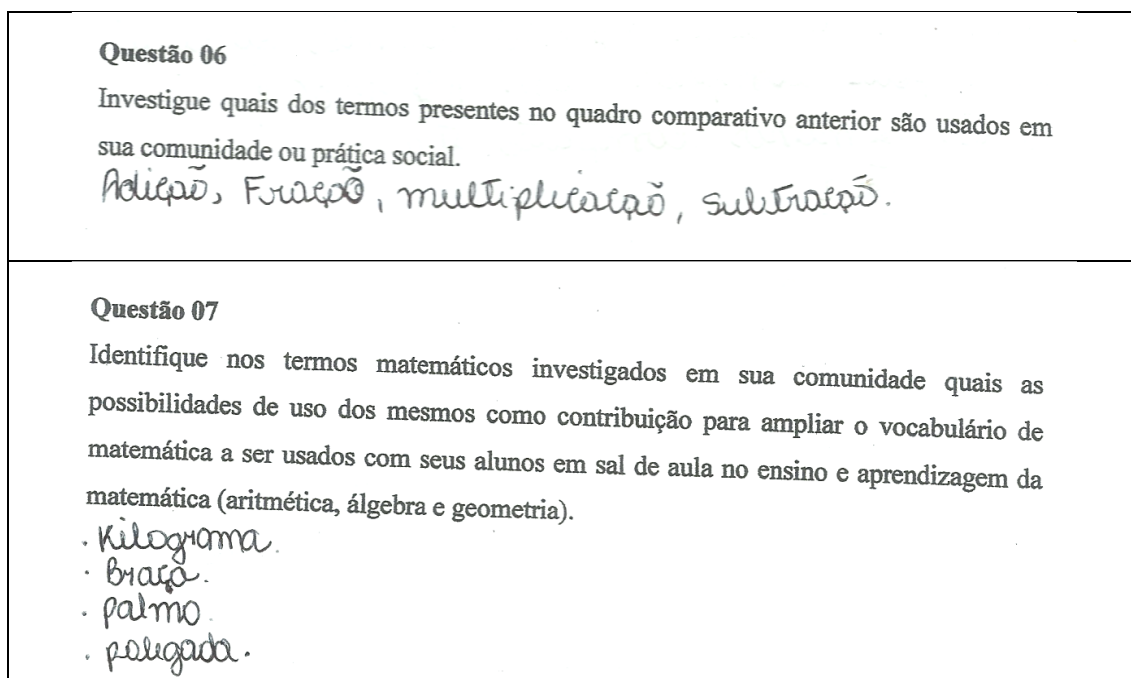 Questão 06
Investigue quais dos termos presentes no quadro comparativo anterior são usados em
sua comunidade ou prática social.
Adição, Fração, multiplicação, subtração.
Questão 07
Identifique nos termos matemáticos investigados em sua comunidade quais as
possibilidades de uso dos mesmos como contribuição para ampliar o vocabulário de
matemática a ser usados com seus alunos em sal de aula no ensino e aprendizagem da
matemática (aritmética, álgebra e geometria).
. Kilograma.
. Braça.
. palmo.
. polegada.